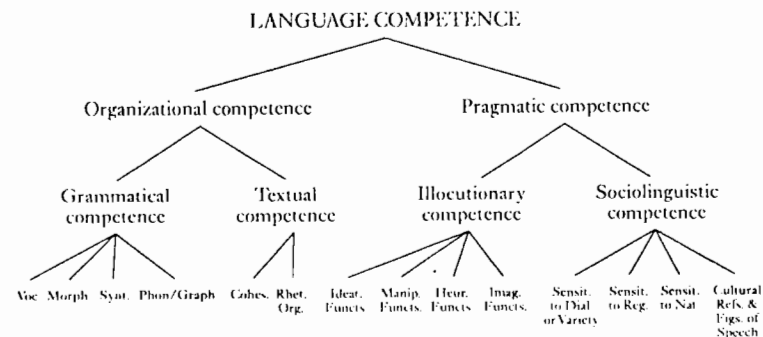 LANGUAGE COMPETENCE
Organizational competence Pragmatic competence
Grammatical Textual Illocutionary Sociolinguistic
competence competence competence competence
Voc Morph Synt. Phon/Graph Cohes. Rhet. Ideat. Manip. Heur. Imag. Sensit. Sensit. Sensit. Cultural
Org. Functs Functs. Functs Functs. to Dial to Reg. to Nat Refs. &
or Variety Figs. of
Speech